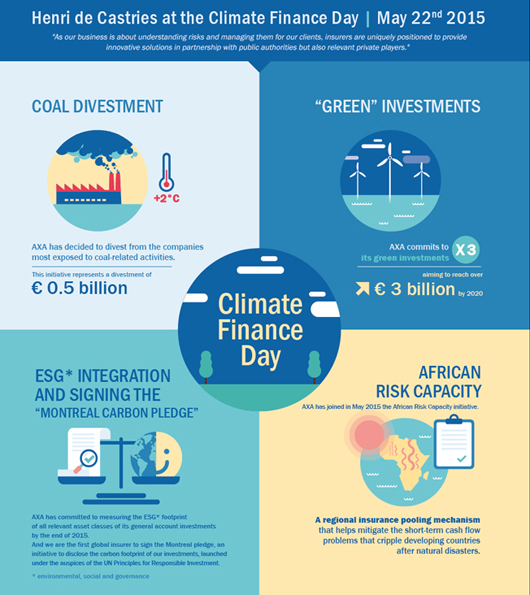 Henri de Castries at the Climate Finance Day | May 22nd 2015
"As our business is about understanding risks and managing them for our clients, insurers are uniquely positioned to provide
innovative solutions in partnership with public authorities but also relevant private players."
COAL DIVESTMENT
+2°C
AXA has decided to divest from the companies
most exposed to coal-related activities.
This initiative represents a divestment of
€ 0.5 billion
"GREEN" INVESTMENTS
AXA commits to
its green investments
X3
aiming to reach over
€ 3 billion by 2020
Climate
Finance
Day
ESG* INTEGRATION
AND SIGNING THE
"MONTREAL CARBON PLEDGE"
AXA has committed to measuring the ESG* footprint
of all relevant asset classes of its general account investments
by the end of 2015.
And we are the first global insurer to sign the Montreal pledge, an
initiative to disclose the carbon footprint of our investments, launched
under the auspices of the UN Principles for Responsible Investment.
* environmental, social and governance
AFRICAN
RISK CAPACITY
AXA has joined in May 2015 the African Risk Capacity initiative.
A regional insurance pooling mechanism
that helps mitigate the short-term cash flow
problems that cripple developing countries
after natural disasters.